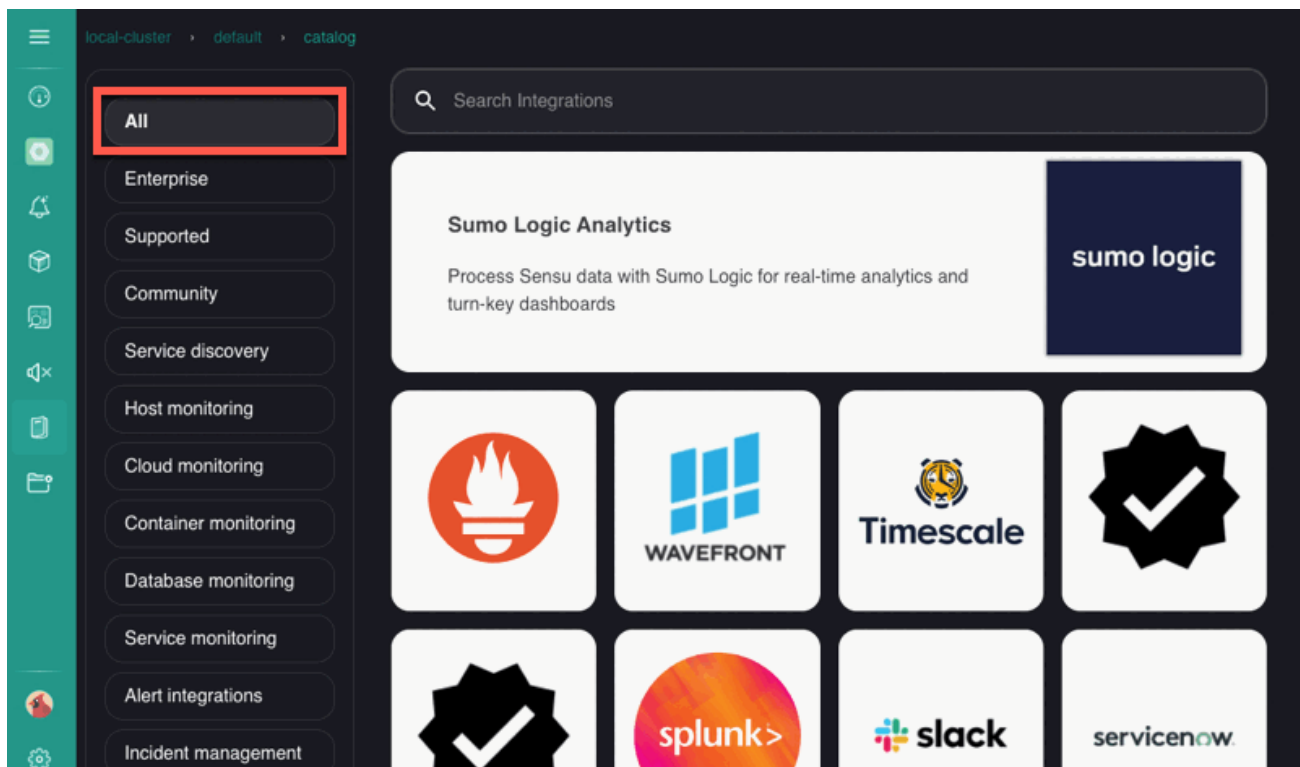 local-cluster › default › catalog
All
Enterprise
Supported
Community
Service discovery
Host monitoring
Cloud monitoring
Container monitoring
Database monitoring
Service monitoring
Alert integrations
Incident management
Search Integrations
Sumo Logic Analytics
Process Sensu data with Sumo Logic for real-time analytics and
turn-key dashboards
sumo logic
WAVEFRONT
Timescale
splunk>
slack
servicenow.